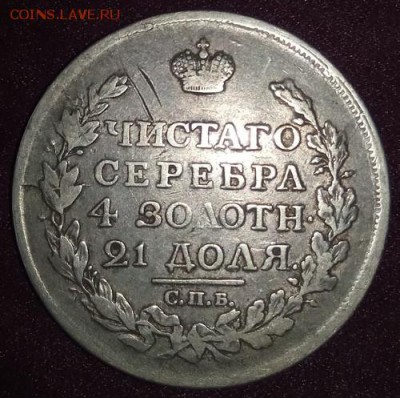 COINS.LAVE.RU
ЧИСТАГО
СЕРЕБРА
4 ЗОЛОТН·
21 ДОЛЯ.
С.П.Б.